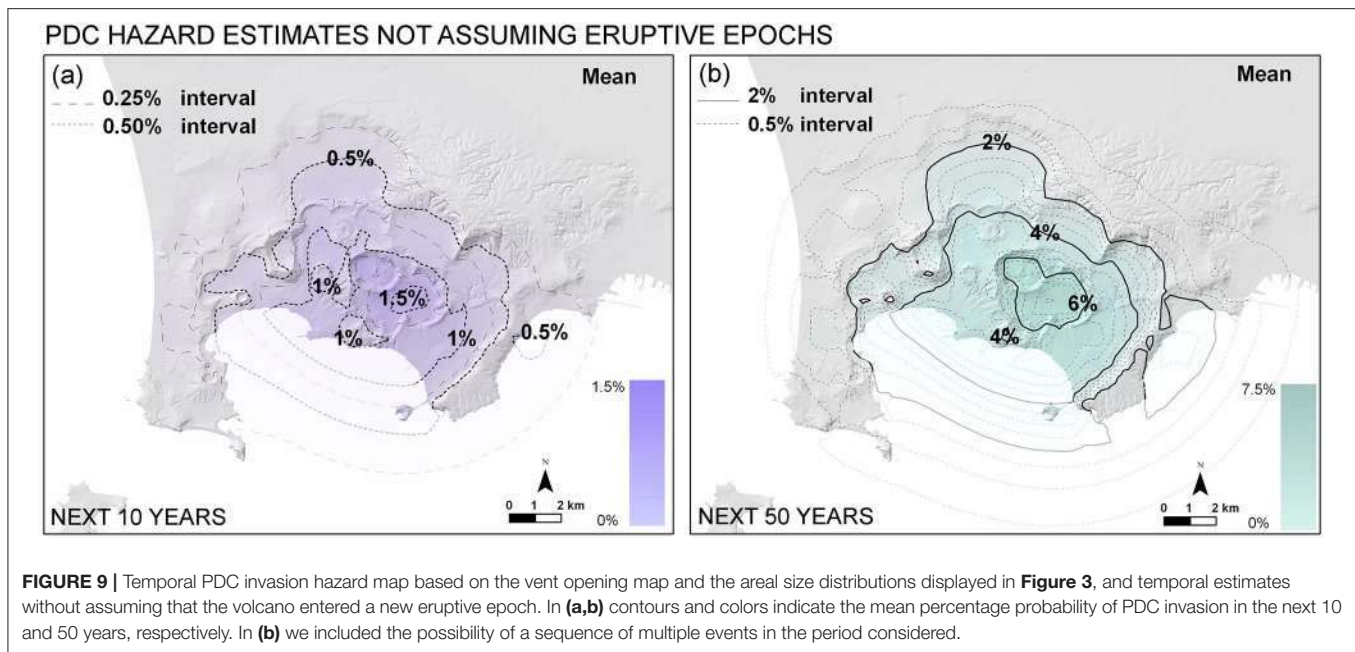 PDC HAZARD ESTIMATES NOT ASSUMING ERUPTIVE EPOCHS
(a)
Mean
0.25% interval
0.50% interval
0.5%
1%
1.5%
1%
1%
0.5%
1.5%
0%
N
0 1 2 km
NEXT 10 YEARS
(b)
Mean
2% interval
0.5% interval
2%
4%
6%
4%
7.5%
0%
N
0 1 2 km
NEXT 50 YEARS
FIGURE 9 | Temporal PDC invasion hazard map based on the vent opening map and the areal size distributions displayed in Figure 3, and temporal estimates
without assuming that the volcano entered a new eruptive epoch. In (a,b) contours and colors indicate the mean percentage probability of PDC invasion in the next 10
and 50 years, respectively. In (b) we included the possibility of a sequence of multiple events in the period considered.